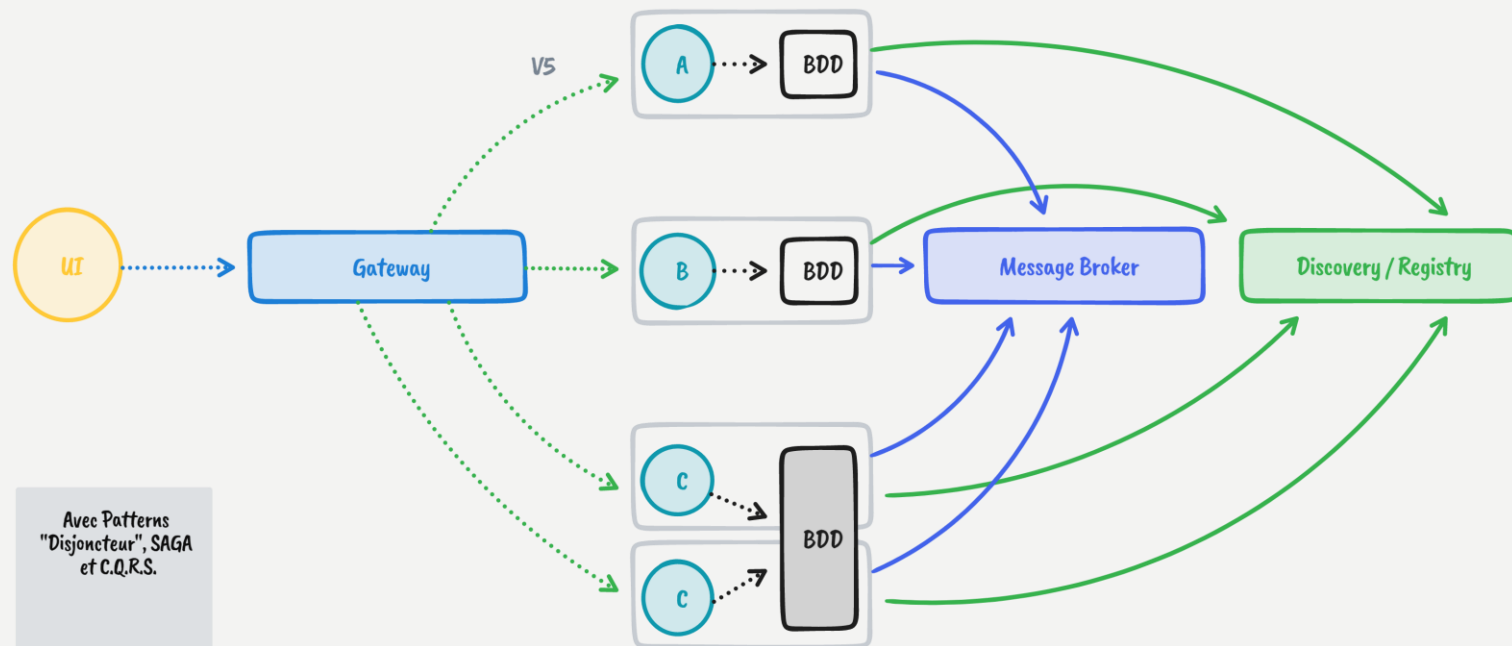 V5
A
BDD
UI
Gateway
B
BDD
Message Broker
Discovery / Registry
C
BDD
C
Avec Patterns
"Disjoncteur", SAGA
et C.Q.R.S.